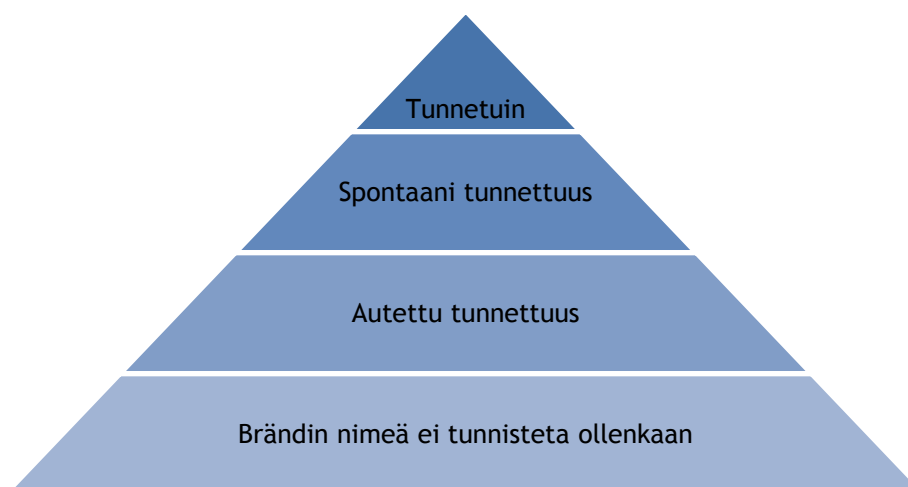 Tunnetuin
Spontaani tunnettuus
Autettu tunnettuus
Brändin nimeä ei tunnisteta ollenkaan